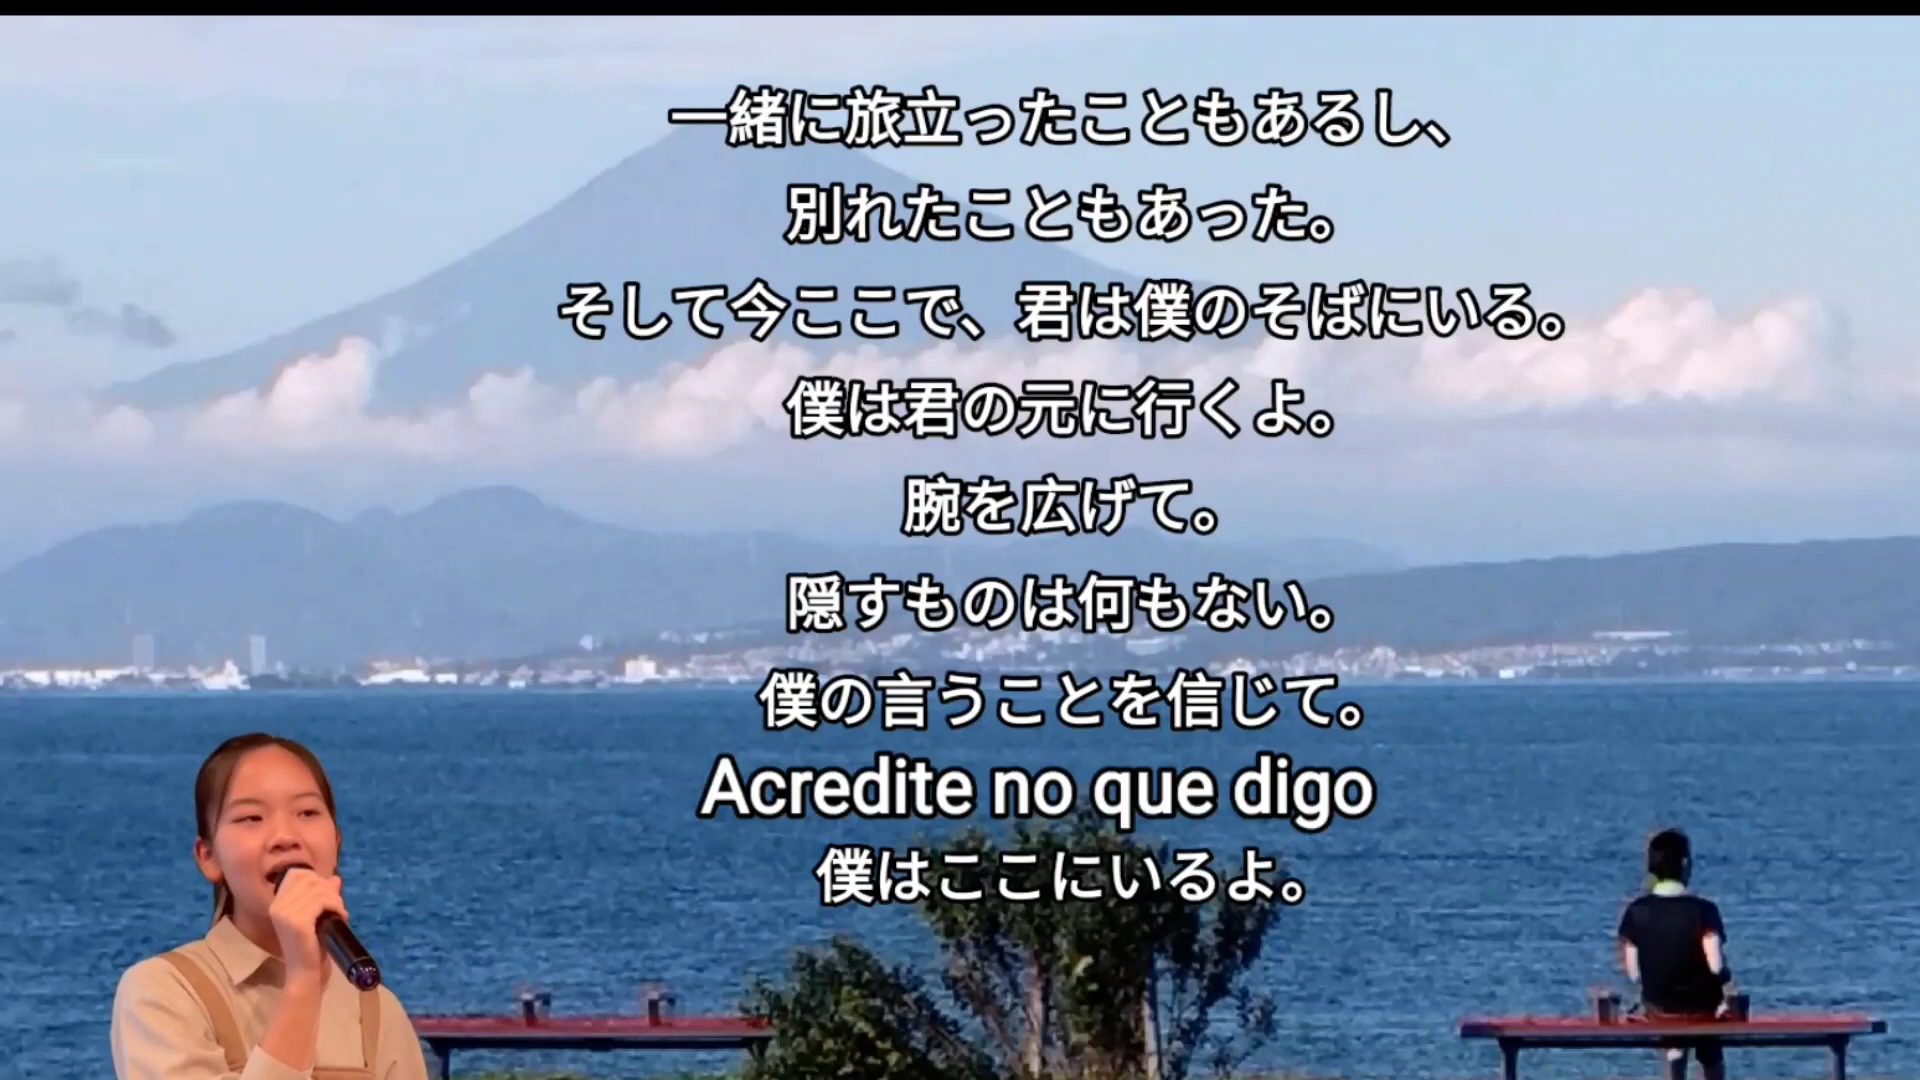 一緒に旅立ったこともあるし、
別れたこともあった。
そして今ここで、君は僕のそばにいる。
僕は君の元に行くよ。
腕を広げて。
隠すものは何もない。
僕の言うことを信じて。
Acredite no que digo
僕はここにいるよ。